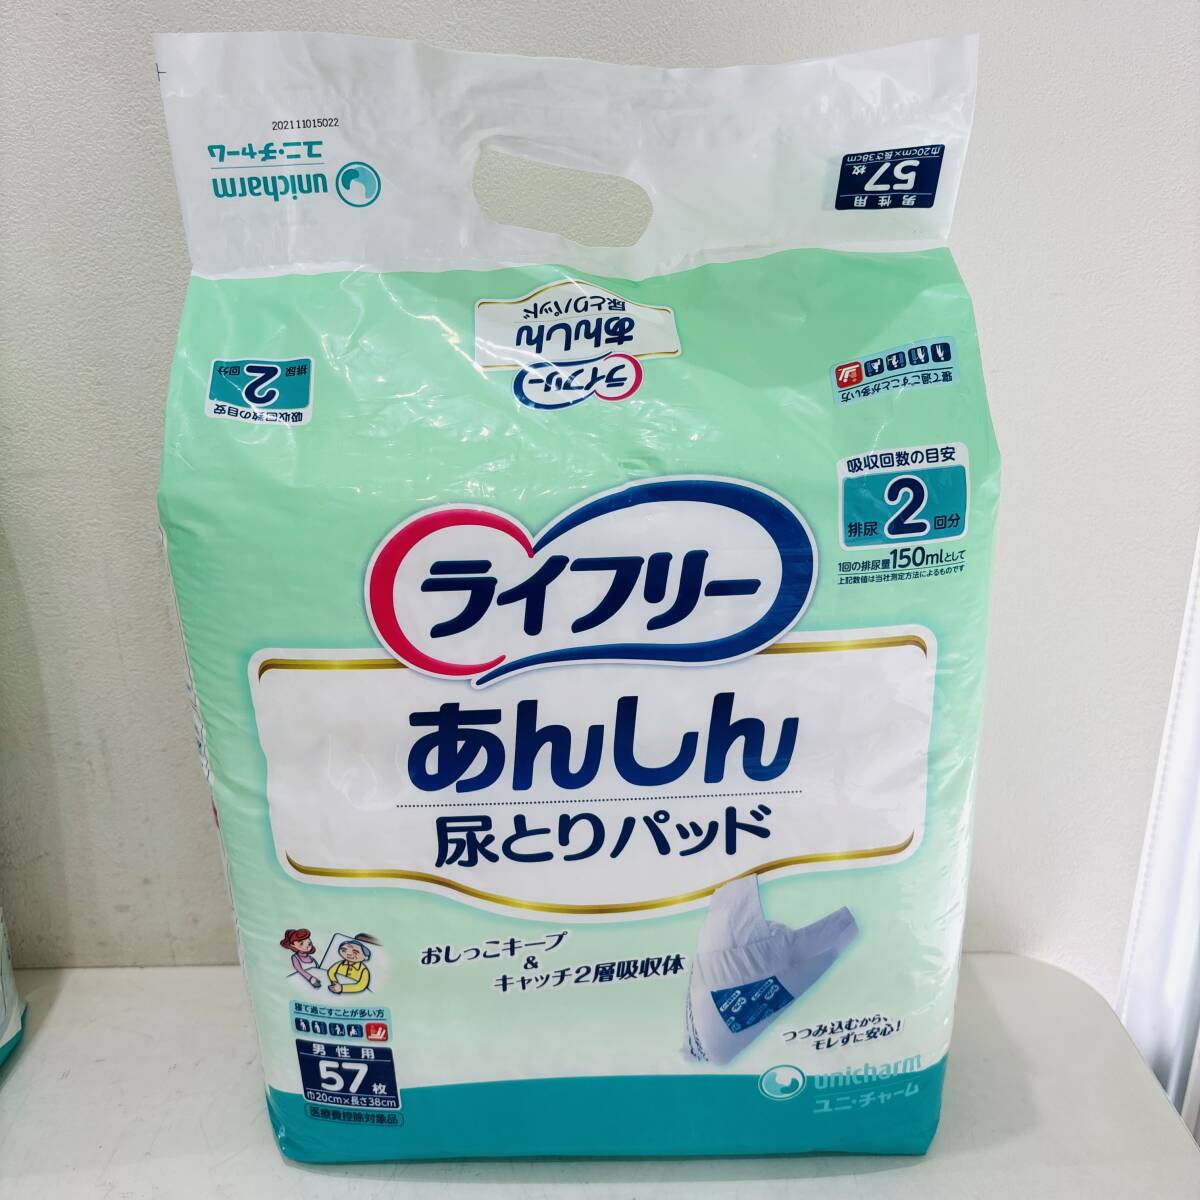 202111015022
ユニ・チャーム
unicharm
男性用
57枚
巾20cm×長さ38cm
ライフリー
あんしん
尿とりパッド
吸収回数の目安
排尿2回分
寝て過ごすことが多い方
吸収回数の目安
排尿2回分
1回の排尿量150mlとして
上記数値は当社測定方法によるものです
ライフリー
あんしん
尿とりパッド
おしっこキープ
&
キャッチ2層吸収体
つつみ込むから、
モレずに安心!
寝て過ごすことが多い方
男性用
57枚
巾20cm×長さ38cm
医療費控除対象品
unicharm
ユニ・チャーム